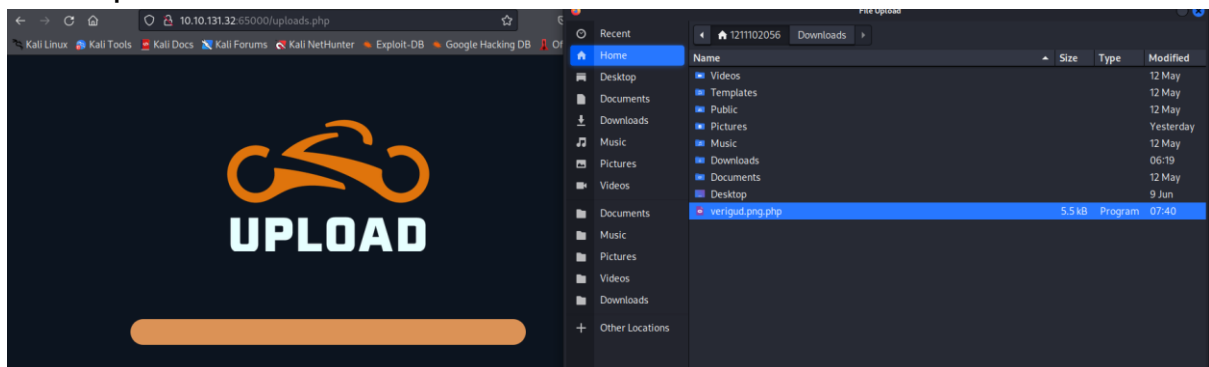 10.10.131.32:65000/uploads.php
Kali Linux Kali Tools Kali Docs Kali Forums Kali NetHunter Exploit-DB Google Hacking DB
UPLOAD
File Upload
Recent
Home
Desktop
Documents
Downloads
Music
Pictures
Videos
Documents
Music
Pictures
Videos
Downloads
Other Locations
1211102056 Downloads
Name Size Type Modified
Videos 12 May
Templates 12 May
Public 12 May
Pictures Yesterday
Music 12 May
Downloads 06:19
Documents 12 May
Desktop 9 Jun
verigud.png.php 5.5 kB Program 07:40